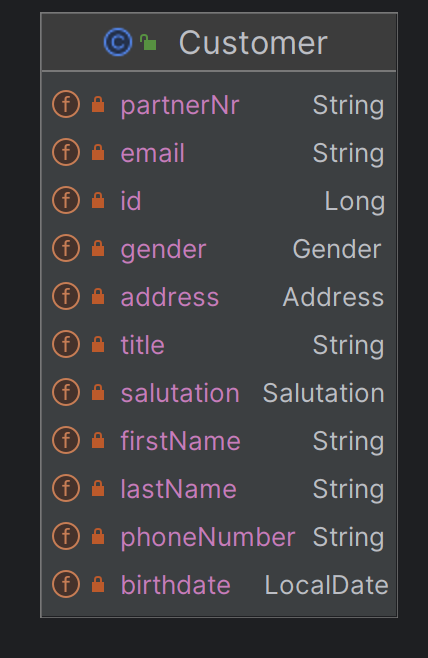 Customer
partnerNr String
email String
id Long
gender Gender
address Address
title String
salutation Salutation
firstName String
lastName String
phoneNumber String
birthdate LocalDate